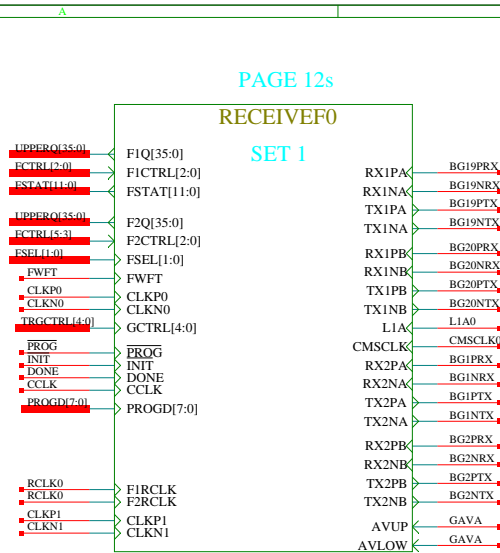 A
PAGE 12s
RECEIVEF0
SET 1
UPPERQ[35:0] F1Q[35:0]
FCTRL[2:0] F1CTRL[2:0] RX1PA BG19PRX
FSTAT[11:0] FSTAT[11:0] RX1NA BG19NRX
TX1PA BG19PTX
UPPERQ[35:0] F2Q[35:0] TX1NA BG19NTX
FCTRL[5:3] F2CTRL[2:0]
FSEL[1:0] FSEL[1:0] RX1PB BG20PRX
FWFT FWFT RX1NB BG20NRX
CLKP0 CLKP0 TX1PB BG20PTX
CLKN0 CLKN0 TX1NB BG20NTX
TRGCTRL[4:0] GCTRL[4:0] L1A L1A0
CMSCLK CMSCLK0
PROG PROG
INIT INIT RX2PA BG1PRX
DONE DONE RX2NA BG1NRX
CCLK CCLK
PROGD[7:0] PROGD[7:0] TX2PA BG1PTX
TX2NA BG1NTX
RX2PB BG2PRX
RX2NB BG2NRX
RCLK0 F1RCLK TX2PB BG2PTX
RCLK0 F2RCLK TX2NB BG2NTX
CLKP1 CLKP1 AVUP GAVA
CLKN1 CLKN1
AVLOW GAVA